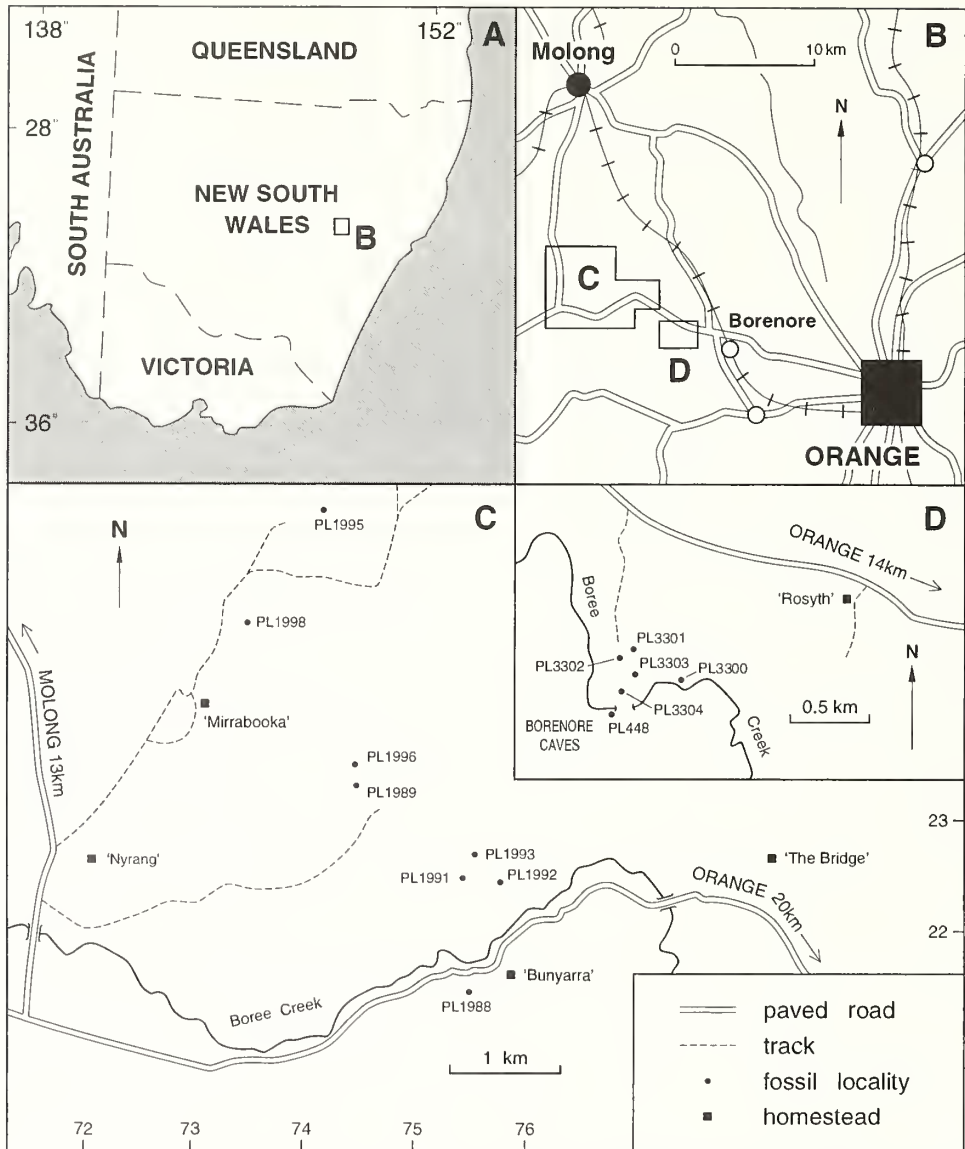 138°
152°
A
QUEENSLAND
28°
SOUTH AUSTRALIA
NEW SOUTH
WALES
B
VICTORIA
36°
B
Molong
0
10 km
N
C
Borenore
D
ORANGE
C
N
PL1995
PL1998
MOLONG 13km
'Mirrabooka'
PL1996
PL1989
'Nyrang'
PL1993
PL1991
PL1992
'The Bridge'
ORANGE 20km
23
22
Boree Creek
'Bunyarra'
PL1988
1 km
72
73
74
75
76
D
ORANGE 14km
Boree
'Rosyth'
PL3301
PL3302
PL3303
PL3300
N
PL3304
0.5 km
BORENORE
CAVES
PL448
Creek
paved road
track
fossil locality
homestead